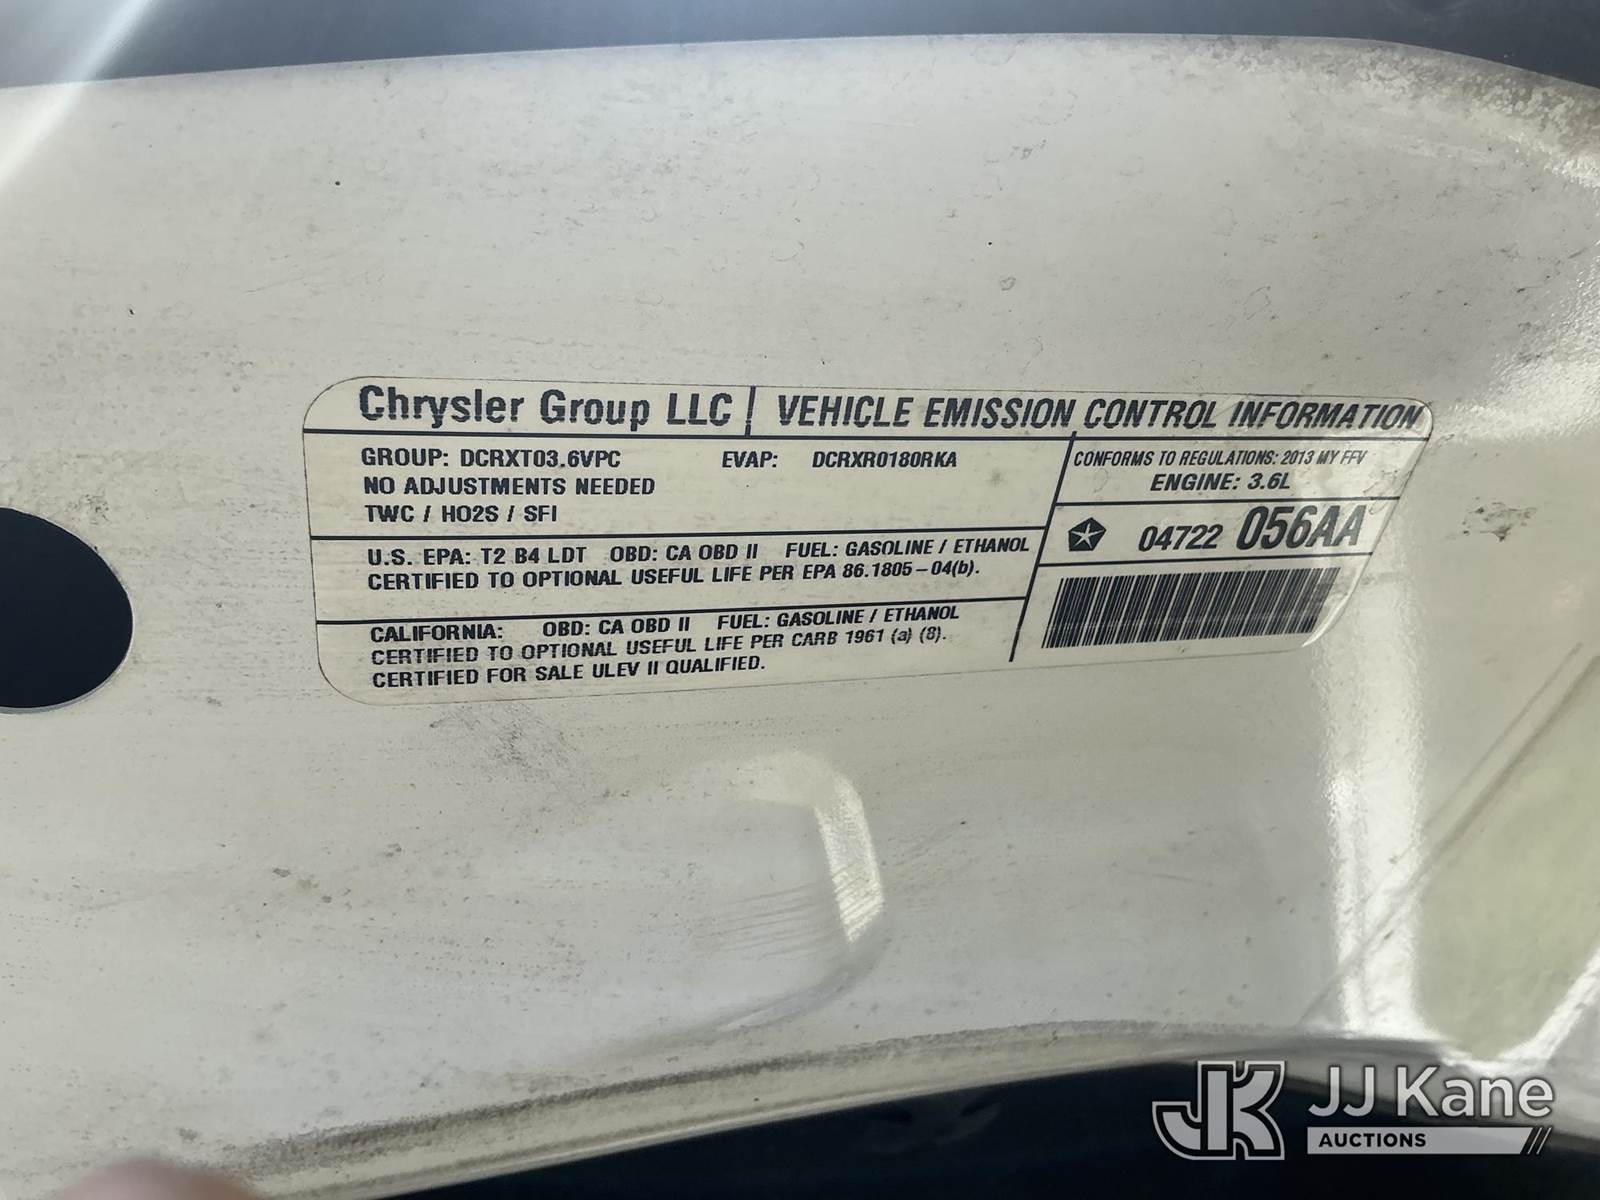 Chrysler Group LLC | VEHICLE EMISSION CONTROL INFORMATION
GROUP: DCRXT03.6VPC EVAP: DCRXR0180RKA
NO ADJUSTMENTS NEEDED
TWC / HO2S / SFI
CONFORMS TO REGULATIONS: 2013 MY FFV
ENGINE: 3.6L
04722 056AA
U.S. EPA: T2 B4 LDT OBD: CA OBD II FUEL: GASOLINE / ETHANOL
CERTIFIED TO OPTIONAL USEFUL LIFE PER EPA 86.1805-04(b).
CALIFORNIA: OBD: CA OBD II FUEL: GASOLINE / ETHANOL
CERTIFIED TO OPTIONAL USEFUL LIFE PER CARB 1961 (a) (8).
CERTIFIED FOR SALE ULEV II QUALIFIED.
JK JJ Kane
AUCTIONS